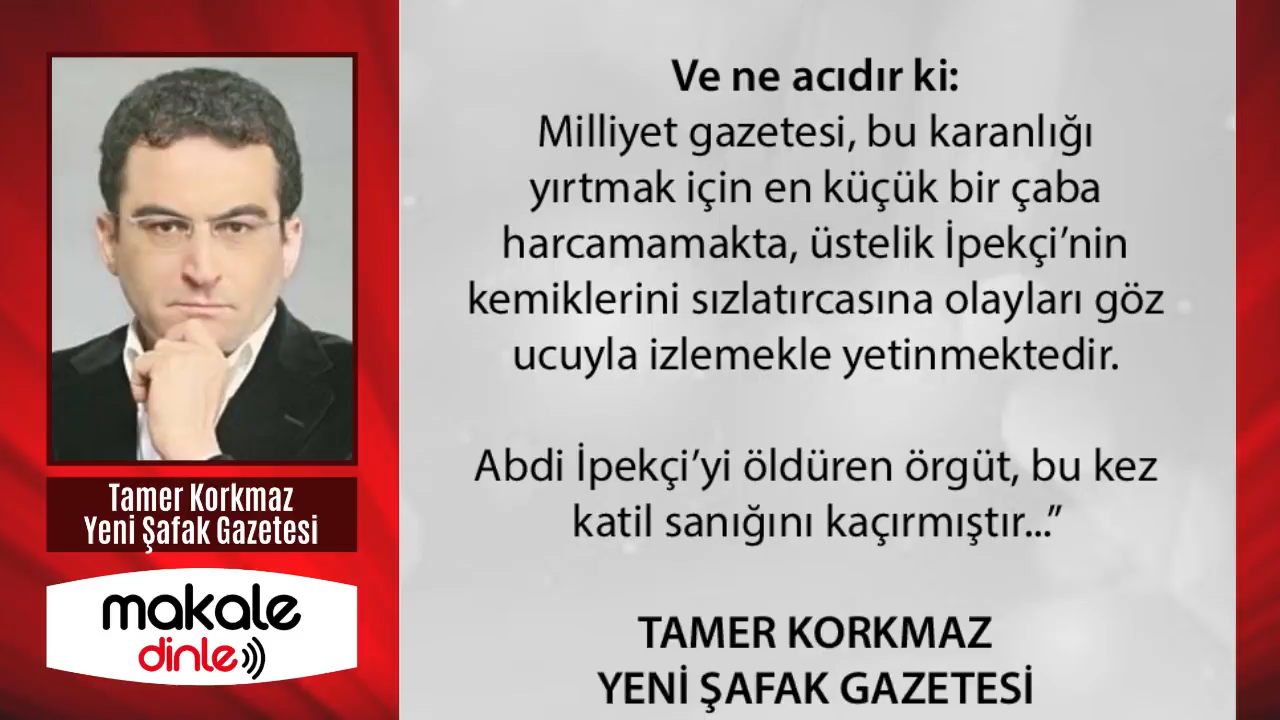 Tamer Korkmaz
Yeni Şafak Gazetesi
makale
dinle
Ve ne acıdır ki:
Milliyet gazetesi, bu karanlığı
yırtmak için en küçük bir çaba
harcamamakta, üstelik İpekçi’nin
kemiklerini sızlatırcasına olayları göz
ucuyla izlemekle yetinmektedir.
Abdi İpekçi’yi öldüren örgüt, bu kez
katil sanığını kaçırmıştır...”
TAMER KORKMAZ
YENİ ŞAFAK GAZETESİ